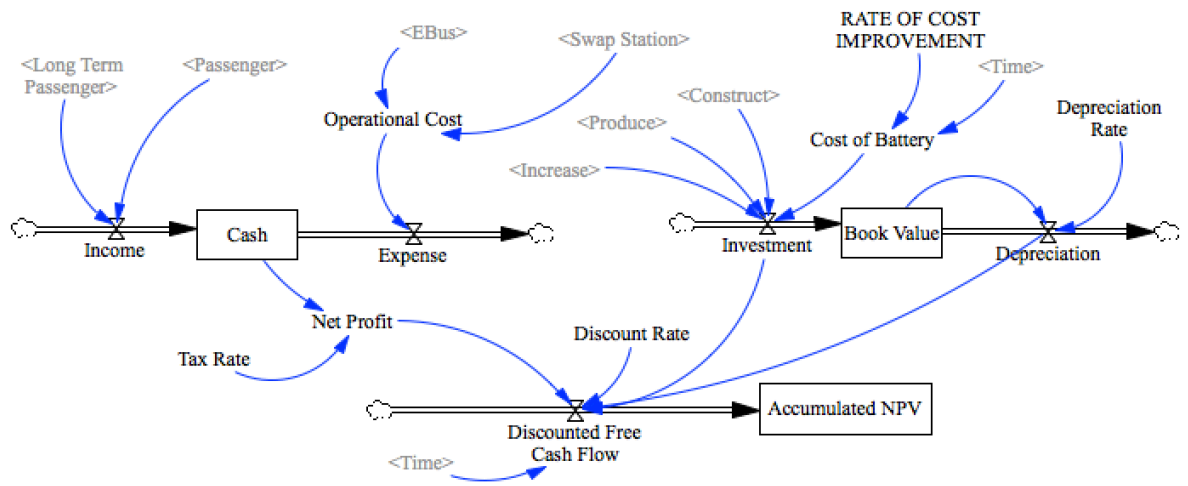 <EBus>
<Swap Station>
RATE OF COST
IMPROVEMENT
<Long Term
Passenger>
<Passenger>
<Time>
<Construct>
<Produce>
Operational Cost
Depreciation
Rate
Cost of Battery
<Increase>
Cash
Book Value
Income
Expense
Investment
Depreciation
Net Profit
Discount Rate
Tax Rate
Accumulated NPV
Discounted Free
Cash Flow
<Time>